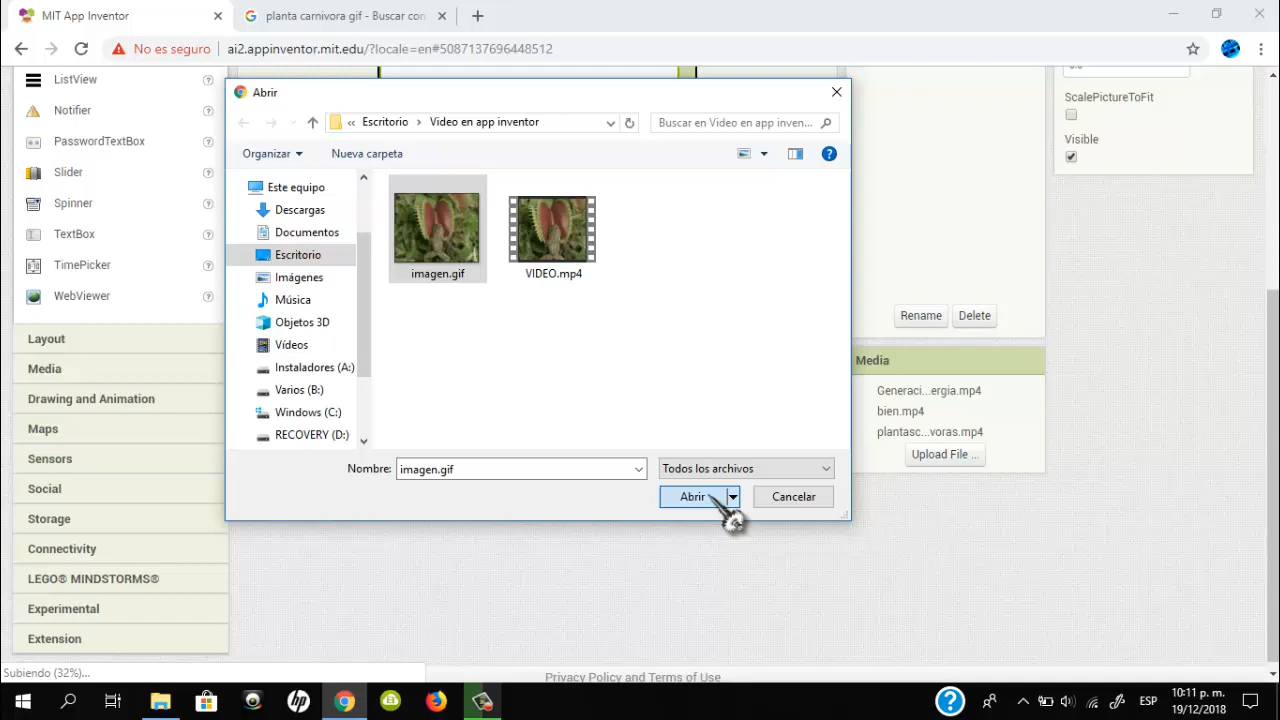 MIT App Inventor
planta carnivora gif - Buscar con
No es seguro
ai2.appinventor.mit.edu/?locale=en#5087137696448512
ListView
Notifier
PasswordTextBox
Slider
Spinner
TextBox
TimePicker
WebViewer
Layout
Media
Drawing and Animation
Maps
Sensors
Social
Storage
Connectivity
LEGO® MINDSTORMS®
Experimental
Extension
Subiendo (32%)...
Abrir
« Escritorio › Video en app inventor
Buscar en Video en app inven...
Organizar
Nueva carpeta
Este equipo
Descargas
Documentos
Escritorio
Imágenes
Música
Objetos 3D
Vídeos
Instaladores (A:)
Varios (B:)
Windows (C:)
RECOVERY (D:)
imagen.gif
VIDEO.mp4
Nombre:
imagen.gif
Todos los archivos
Abrir
Cancelar
ScalePictureToFit
Visible
Rename
Delete
Media
Generaci...ergia.mp4
bien.mp4
plantasc...voras.mp4
Upload File ...
Privacy Policy and Terms of Use
hp
ESP
10:11 p. m.
19/12/2018